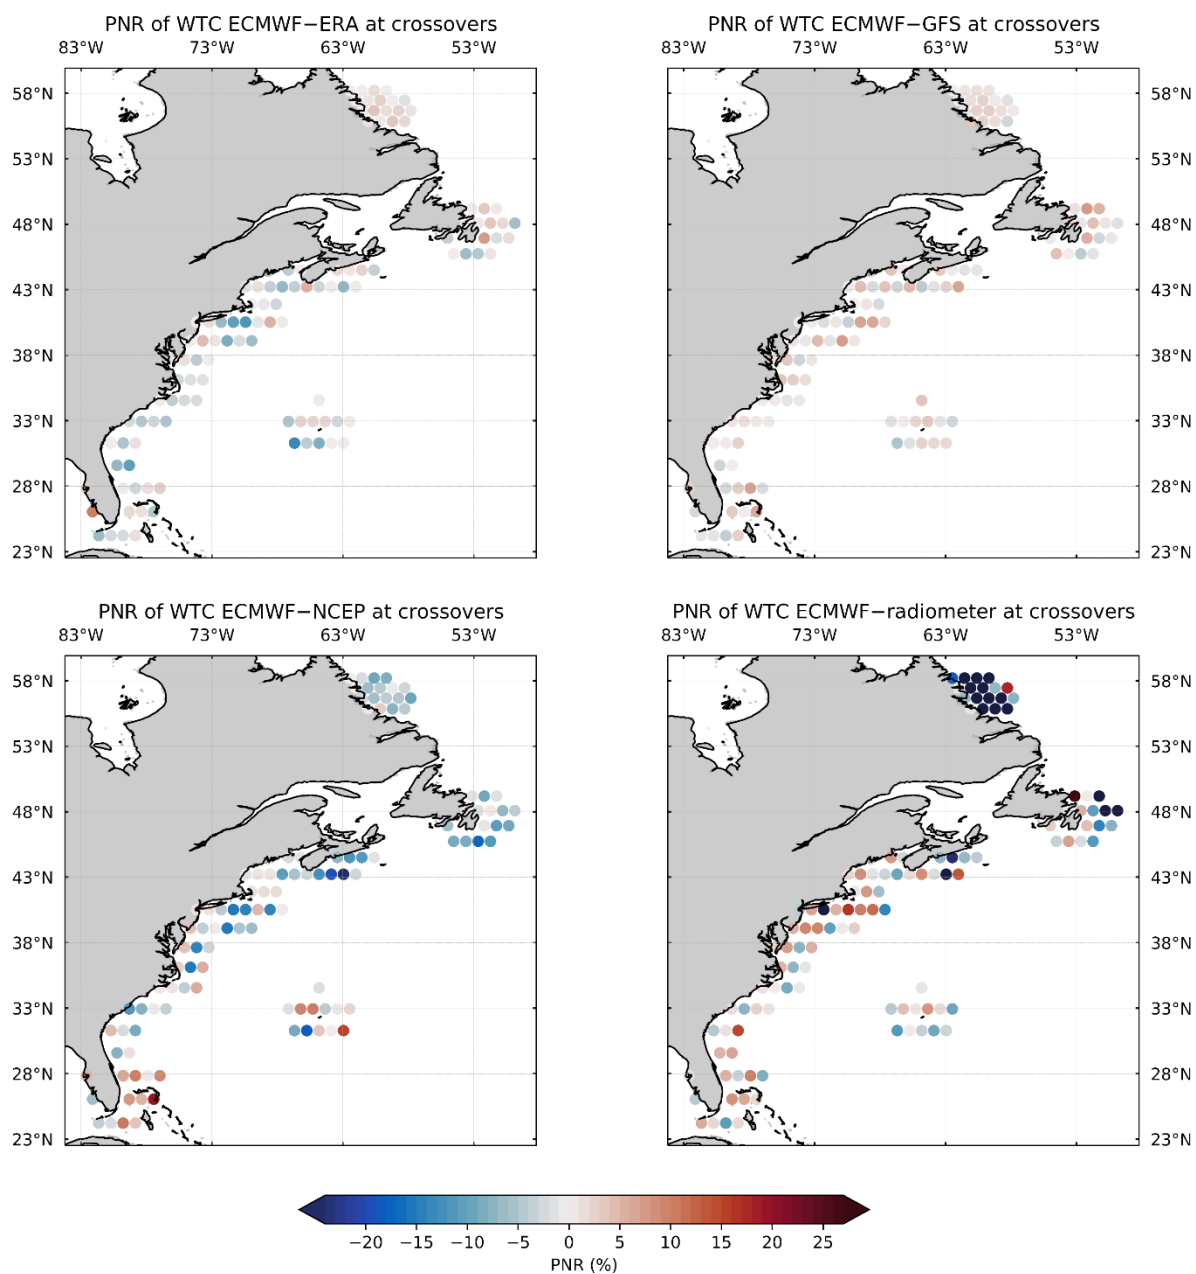 PNR of WTC ECMWF−ERA at crossovers
83°W 73°W 63°W 53°W
58°N
53°N
48°N
43°N
38°N
33°N
28°N
23°N
PNR of WTC ECMWF−GFS at crossovers
83°W 73°W 63°W 53°W
58°N
53°N
48°N
43°N
38°N
33°N
28°N
23°N
PNR of WTC ECMWF−NCEP at crossovers
83°W 73°W 63°W 53°W
58°N
53°N
48°N
43°N
38°N
33°N
28°N
23°N
PNR of WTC ECMWF−radiometer at crossovers
83°W 73°W 63°W 53°W
58°N
53°N
48°N
43°N
38°N
33°N
28°N
23°N
−20 −15 −10 −5 0 5 10 15 20 25
PNR (%)